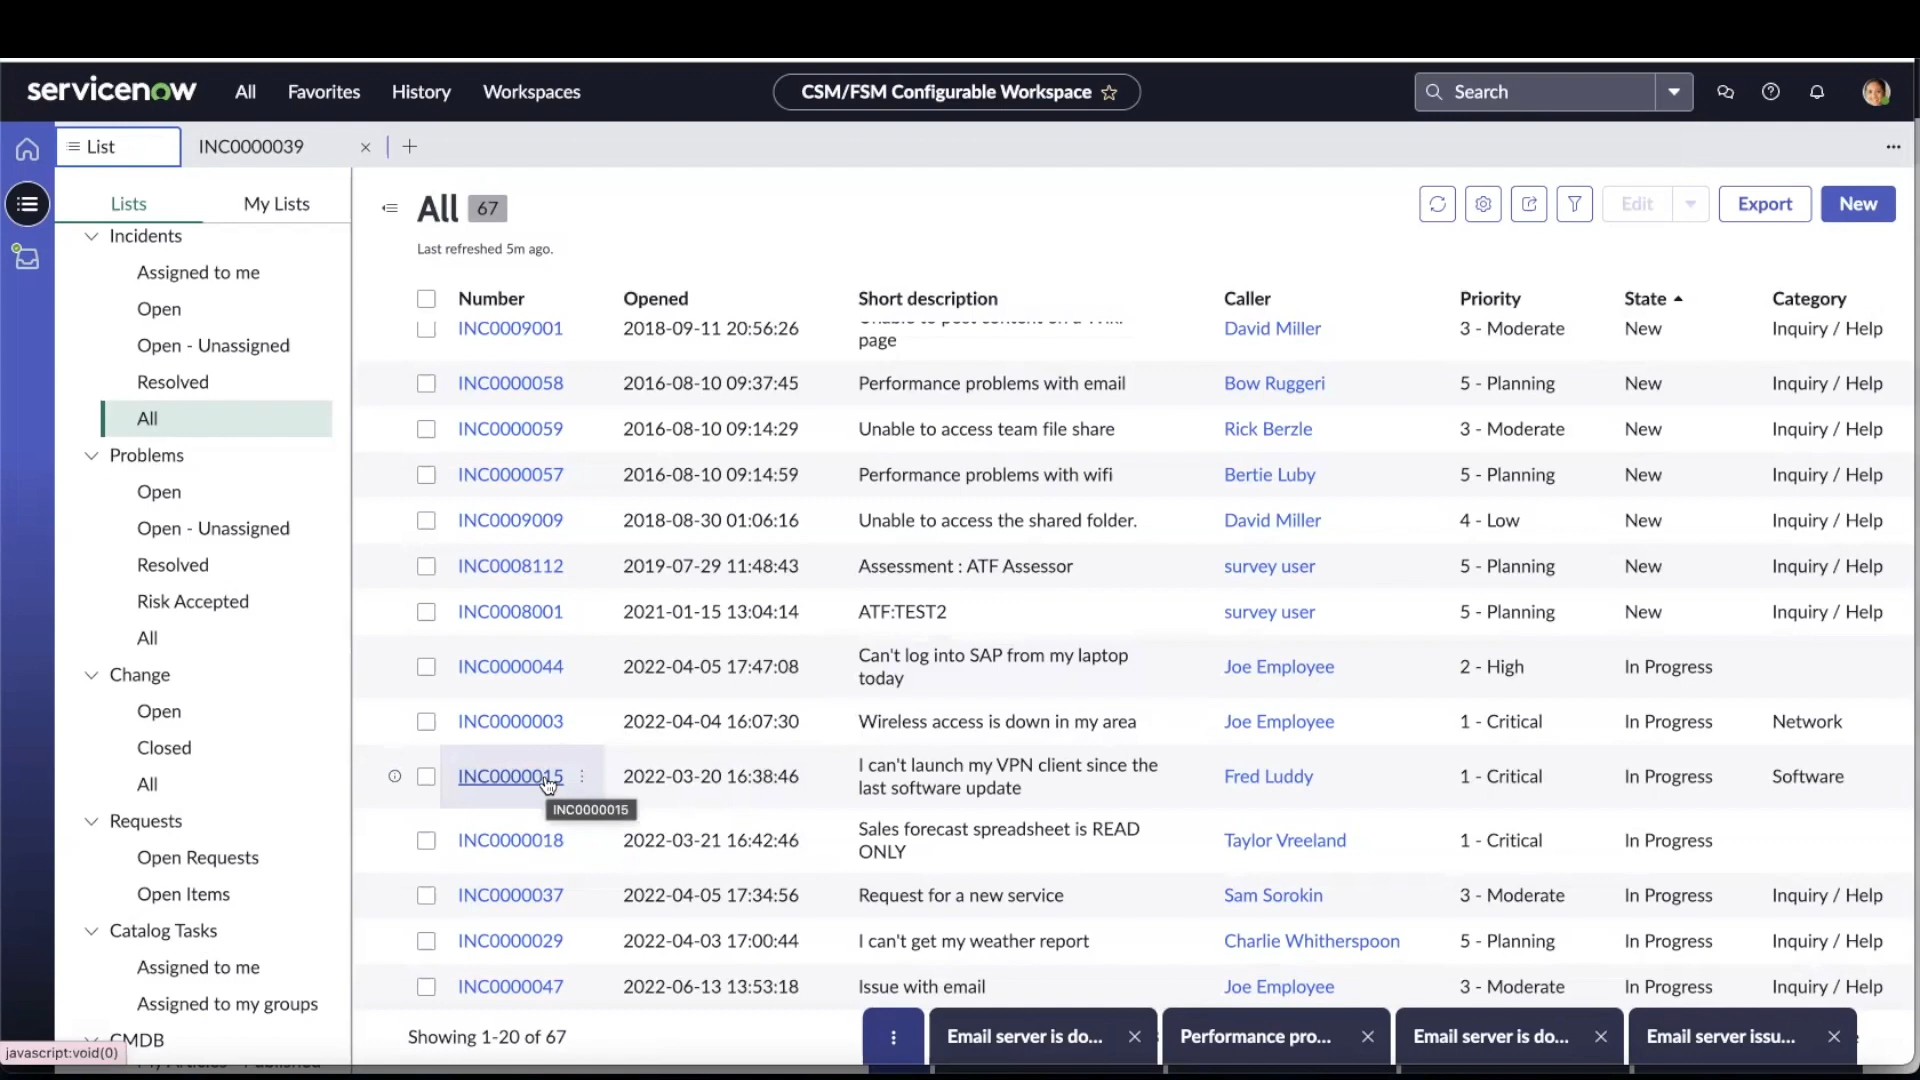 servicenow All Favorites History Workspaces CSM/FSM Configurable Workspace Search
List INC0000039
Lists My Lists
Incidents
Assigned to me
Open
Open - Unassigned
Resolved
All
Problems
Open
Open - Unassigned
Resolved
Risk Accepted
All
Change
Open
Closed
All
Requests
Open Requests
Open Items
Catalog Tasks
Assigned to me
Assigned to my groups
CMDB
javascript:void(0)
All 67
Edit Export New
Last refreshed 5m ago.
Number Opened Short description Caller Priority State Category
INC0009001 2018-09-11 20:56:26 page David Miller 3 - Moderate New Inquiry / Help
INC0000058 2016-08-10 09:37:45 Performance problems with email Bow Ruggeri 5 - Planning New Inquiry / Help
INC0000059 2016-08-10 09:14:29 Unable to access team file share Rick Berzle 3 - Moderate New Inquiry / Help
INC0000057 2016-08-10 09:14:59 Performance problems with wifi Bertie Luby 5 - Planning New Inquiry / Help
INC0009009 2018-08-30 01:06:16 Unable to access the shared folder. David Miller 4 - Low New Inquiry / Help
INC0008112 2019-07-29 11:48:43 Assessment : ATF Assessor survey user 5 - Planning New Inquiry / Help
INC0008001 2021-01-15 13:04:14 ATF:TEST2 survey user 5 - Planning New Inquiry / Help
INC0000044 2022-04-05 17:47:08 Can't log into SAP from my laptop
today Joe Employee 2 - High In Progress
INC0000003 2022-04-04 16:07:30 Wireless access is down in my area Joe Employee 1 - Critical In Progress Network
INC0000015 2022-03-20 16:38:46 I can't launch my VPN client since the
last software update Fred Luddy 1 - Critical In Progress Software
INC0000015
INC0000018 2022-03-21 16:42:46 Sales forecast spreadsheet is READ
ONLY Taylor Vreeland 1 - Critical In Progress
INC0000037 2022-04-05 17:34:56 Request for a new service Sam Sorokin 3 - Moderate In Progress Inquiry / Help
INC0000029 2022-04-03 17:00:44 I can't get my weather report Charlie Whitherspoon 5 - Planning In Progress Inquiry / Help
INC0000047 2022-06-13 13:53:18 Issue with email Joe Employee 3 - Moderate In Progress Inquiry / Help
Showing 1-20 of 67
Email server is do... Performance pro... Email server is do... Email server issu...